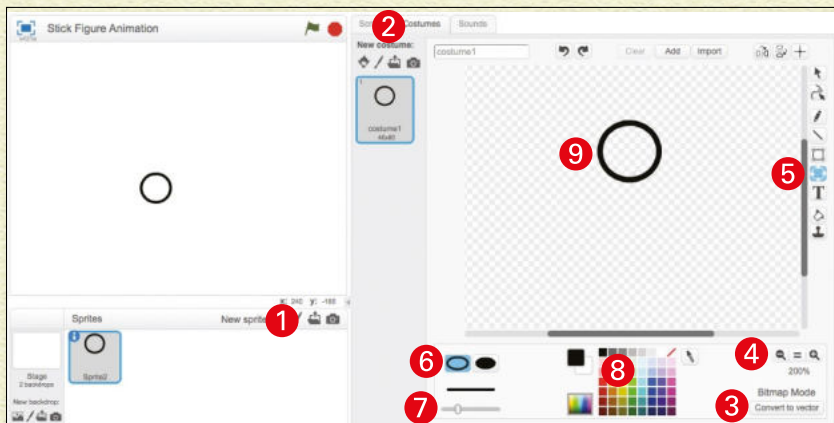 Stick Figure Animation
2
Costumes
Sounds
New costume:
costume1
Clear
Add
Import
1
costume1
9
5
T
x: 240 y: -180
Sprites
New sprite
1
Sprite2
Stage
2 backdrops
New backdrop:
6
7
8
4
200%
Bitmap Mode
3
Convert to vector